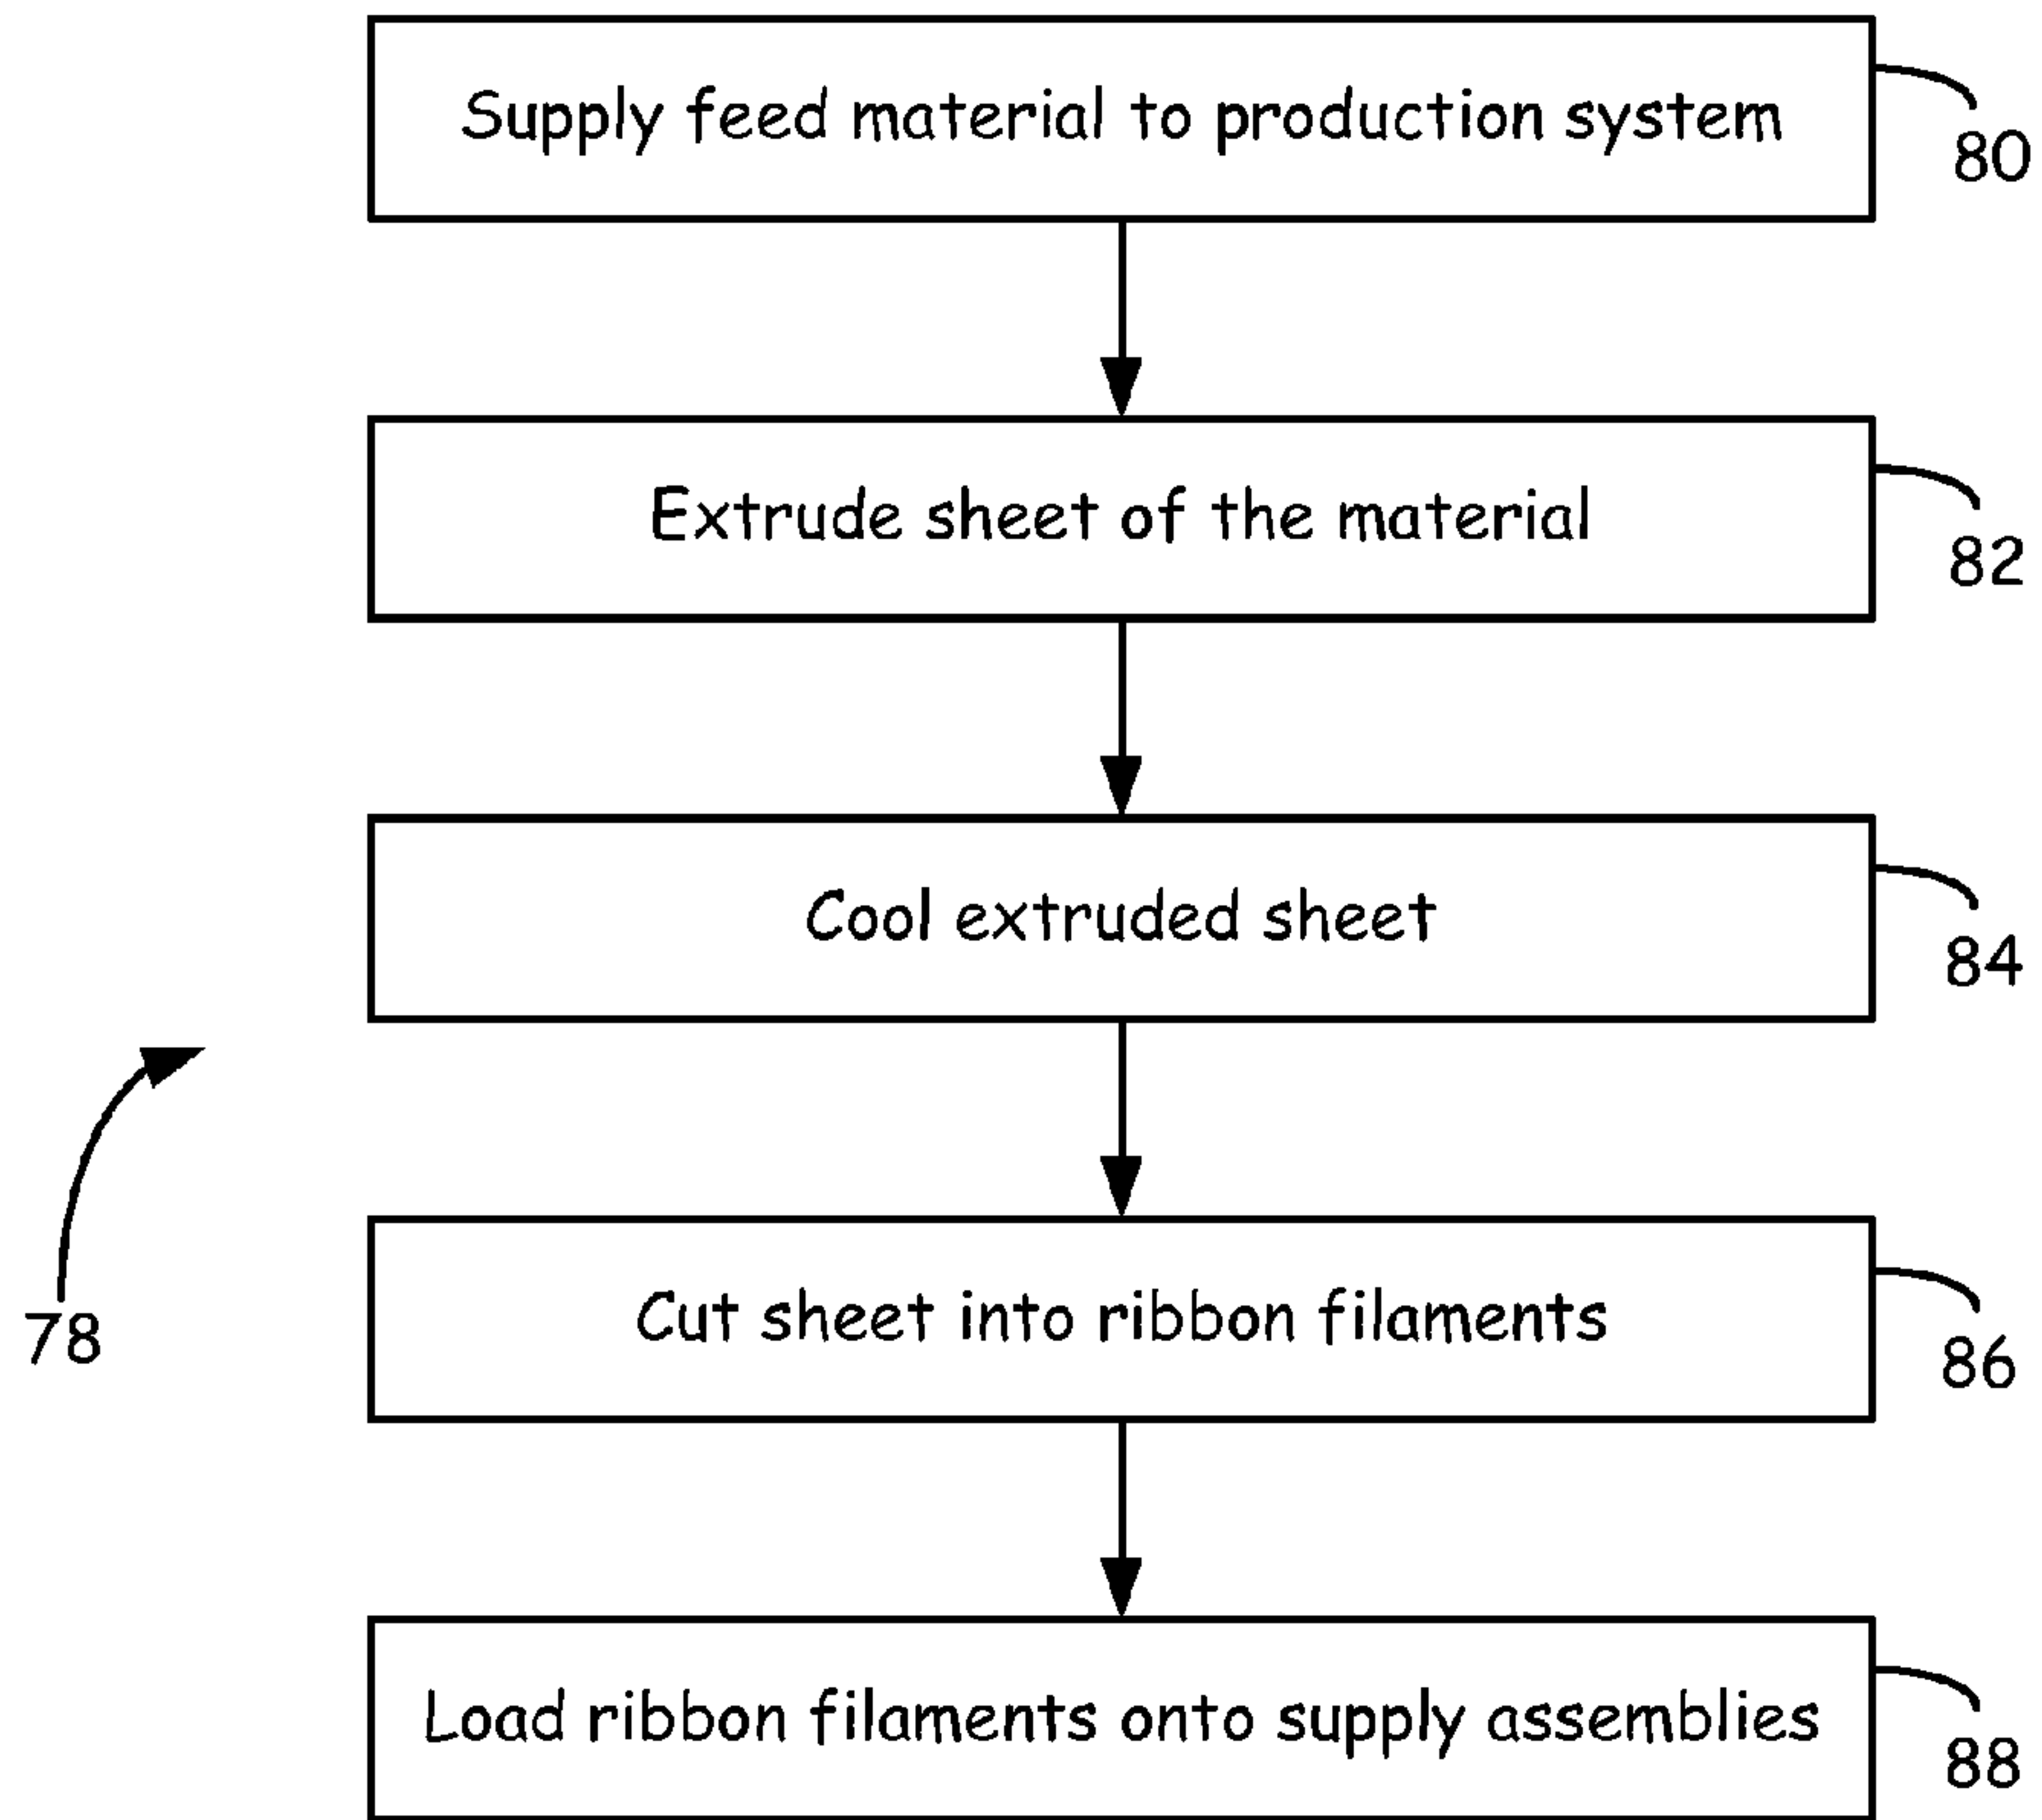 Supply feed material to production system
80
Extrude sheet of the material
82
Cool extruded sheet
84
78
Cut sheet into ribbon filaments
86
Load ribbon filaments onto supply assemblies
88